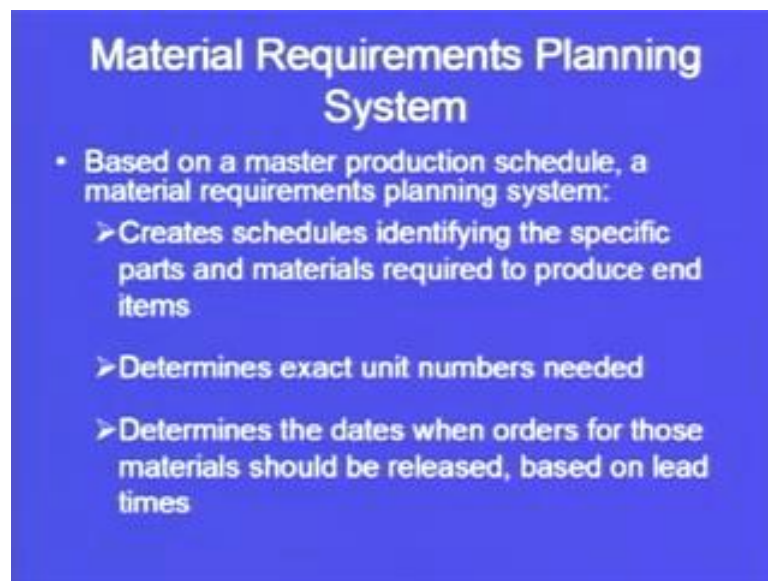 Material Requirements Planning
System
• Based on a master production schedule, a
material requirements planning system:
➢Creates schedules identifying the specific
parts and materials required to produce end
items
➢Determines exact unit numbers needed
➢Determines the dates when orders for those
materials should be released, based on lead
times